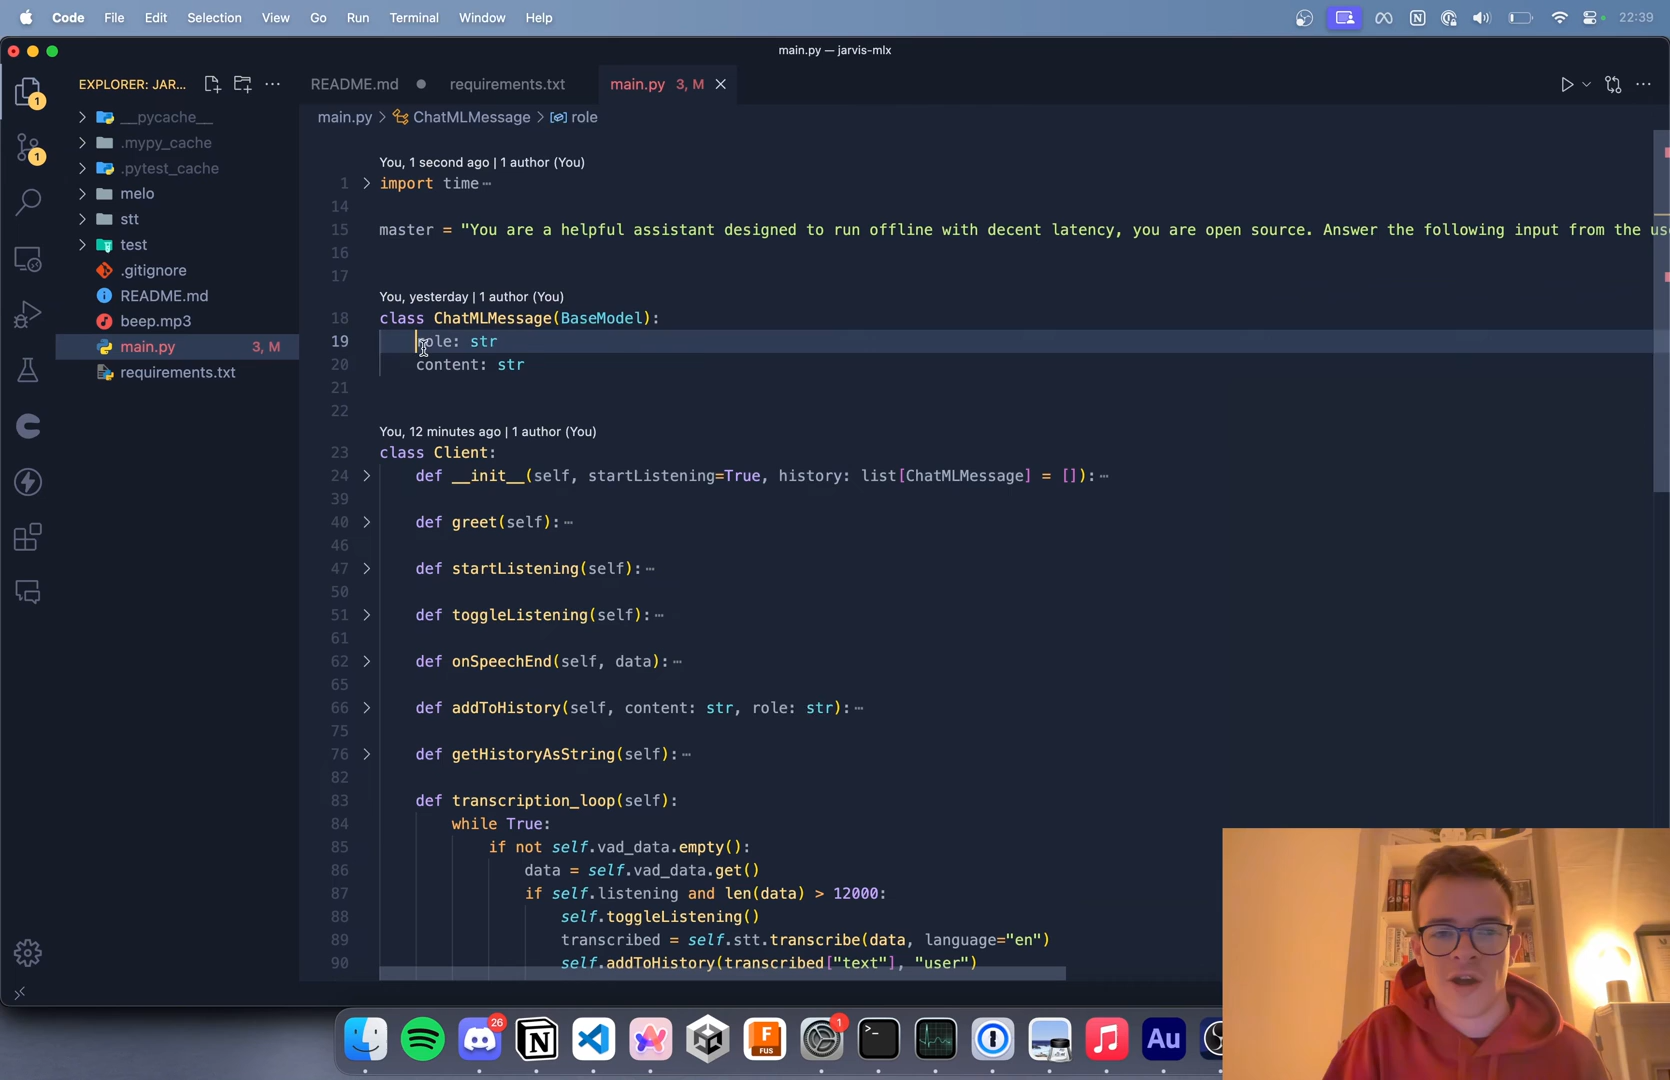 Code File Edit Selection View Go Run Terminal Window Help 22:39
main.py — jarvis-mlx
EXPLORER: JAR... README.md requirements.txt main.py 3, M
main.py > ChatMLMessage > role
1
1
__pycache__
.mypy_cache
.pytest_cache
melo
stt
test
.gitignore
README.md
beep.mp3
main.py 3, M
requirements.txt
You, 1 second ago | 1 author (You)
1 import time
14
15 master = "You are a helpful assistant designed to run offline with decent latency, you are open source. Answer the following input from the us
16
17
You, yesterday | 1 author (You)
18 class ChatMLMessage(BaseModel):
19 role: str
20 content: str
21
22
You, 12 minutes ago | 1 author (You)
23 class Client:
24 def __init__(self, startListening=True, history: list[ChatMLMessage] = []):
39
40 def greet(self):
46
47 def startListening(self):
50
51 def toggleListening(self):
61
62 def onSpeechEnd(self, data):
65
66 def addToHistory(self, content: str, role: str):
75
76 def getHistoryAsString(self):
82
83 def transcription_loop(self):
84 while True:
85 if not self.vad_data.empty():
86 data = self.vad_data.get()
87 if self.listening and len(data) > 12000:
88 self.toggleListening()
89 transcribed = self.stt.transcribe(data, language="en")
90 self.addToHistory(transcribed["text"], "user")
26 1
F
FUS
Au